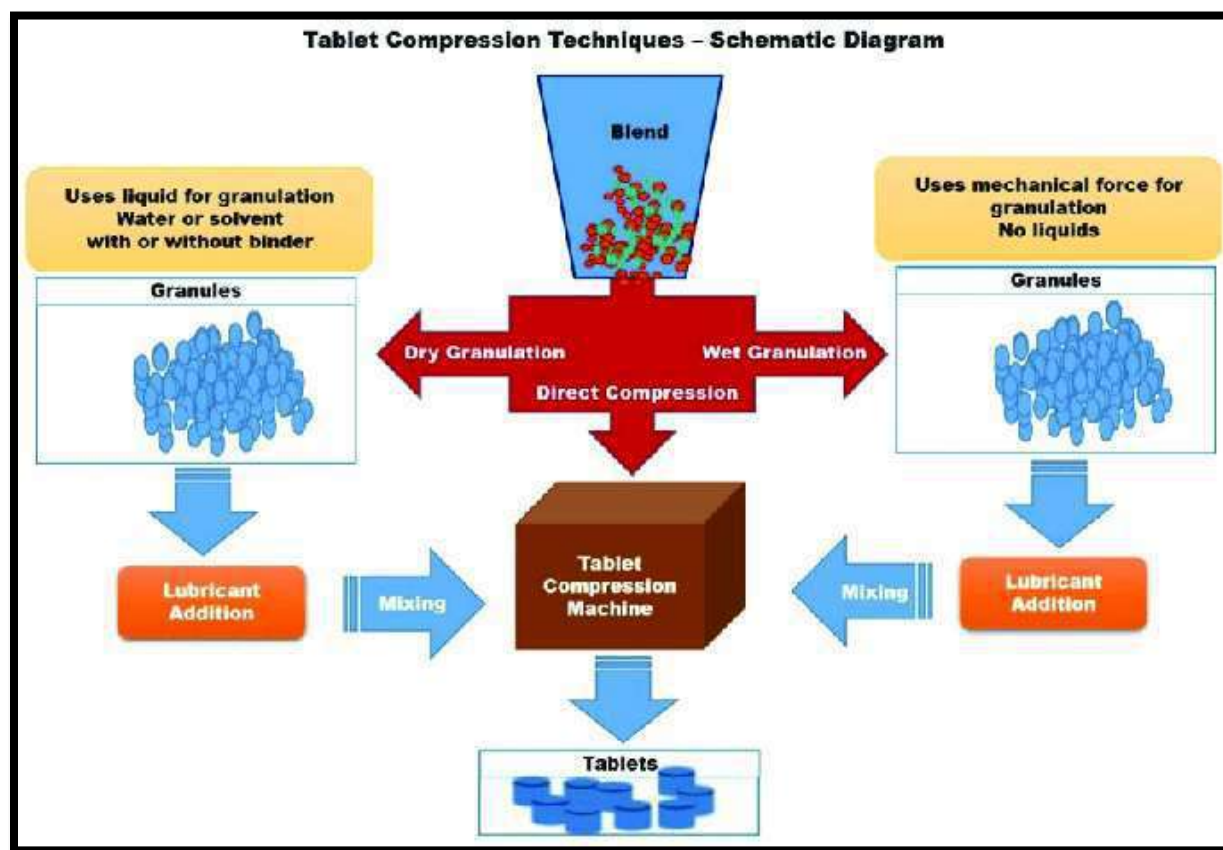 Tablet Compression Techniques – Schematic Diagram
Blend
Uses liquid for granulation
Water or solvent
with or without binder
Uses mechanical force for
granulation
No liquids
Granules
Granules
Dry Granulation
Wet Granulation
Direct Compression
Lubricant
Addition
Mixing
Tablet
Compression
Machine
Mixing
Lubricant
Addition
Tablets